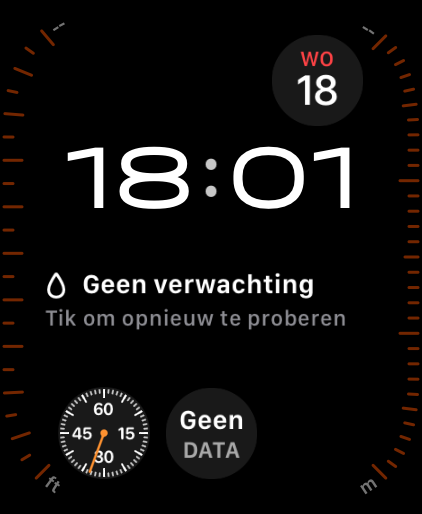 --
--
WO
18
18:01
Geen verwachting
Tik om opnieuw te proberen
60
45
15
30
Geen
DATA
ft
m